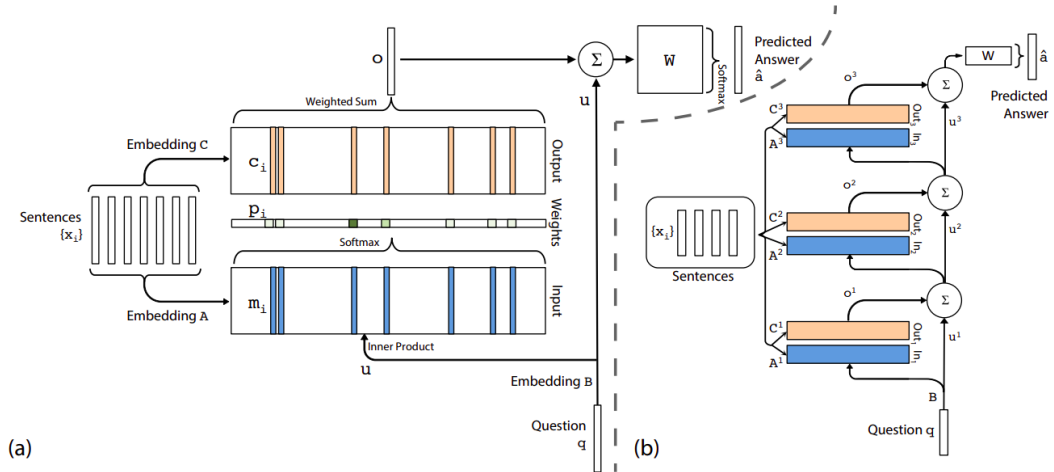 o
Σ
W
Softmax
Predicted
Answer
â
Weighted Sum
u
Embedding C
c_i
Output
Sentences
{x_i}
p_i
Weights
Softmax
m_i
Input
Embedding A
Inner Product
u
Embedding B
Question
q
(a)
W
â
Predicted
Answer
Σ
o³
C³
Out₃
A³
In₃
u³
Σ
o²
C²
Out₂
{x_i}
A²
In₂
u²
Sentences
Σ
o¹
C¹
Out₁
A¹
In₁
u¹
B
Question q
(b)